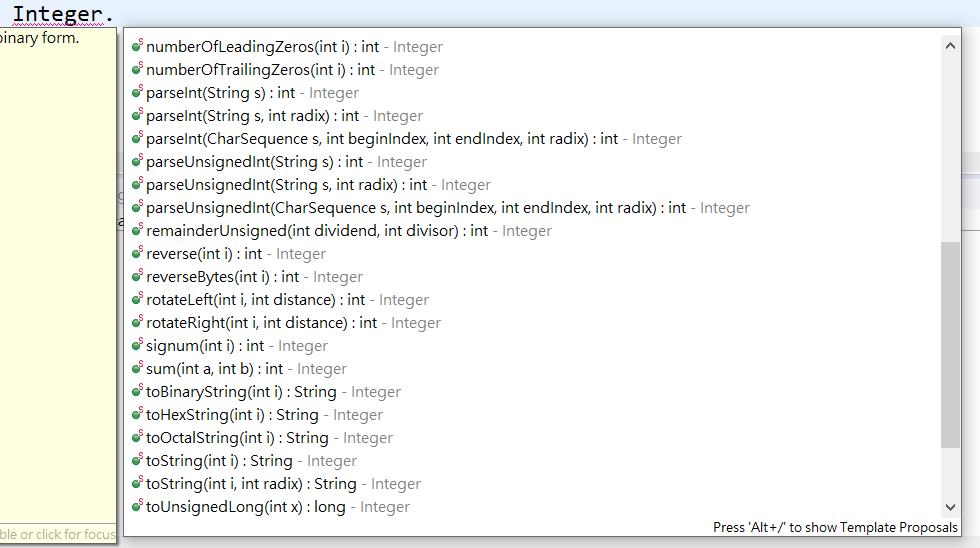 Integer.
inary form.
numberOfLeadingZeros(int i) : int - Integer
numberOfTrailingZeros(int i) : int - Integer
parseInt(String s) : int - Integer
parseInt(String s, int radix) : int - Integer
parseInt(CharSequence s, int beginIndex, int endIndex, int radix) : int - Integer
parseUnsignedInt(String s) : int - Integer
parseUnsignedInt(String s, int radix) : int - Integer
parseUnsignedInt(CharSequence s, int beginIndex, int endIndex, int radix) : int - Integer
remainderUnsigned(int dividend, int divisor) : int - Integer
reverse(int i) : int - Integer
reverseBytes(int i) : int - Integer
rotateLeft(int i, int distance) : int - Integer
rotateRight(int i, int distance) : int - Integer
signum(int i) : int - Integer
sum(int a, int b) : int - Integer
toBinaryString(int i) : String - Integer
toHexString(int i) : String - Integer
toOctalString(int i) : String - Integer
toString(int i) : String - Integer
toString(int i, int radix) : String - Integer
toUnsignedLong(int x) : long - Integer
ble or click for focus
Press 'Alt+/' to show Template Proposals